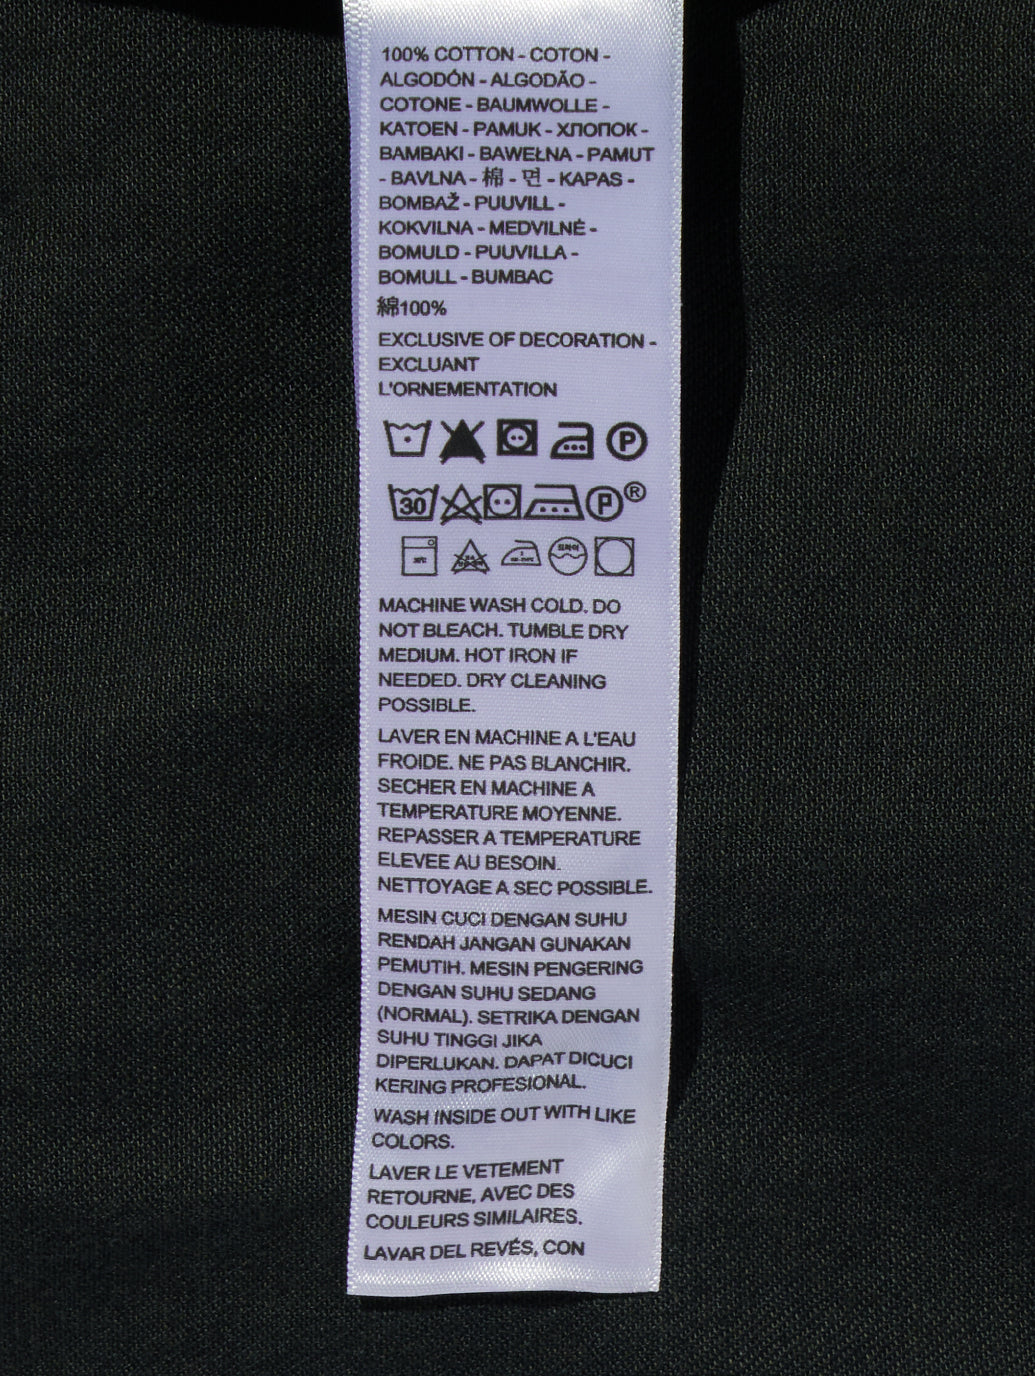 100% COTTON - COTON -
ALGODÓN - ALGODÃO -
COTONE - BAUMWOLLE -
KATOEN - PAMUK - ХЛОПОК -
BAMBAKI - BAWEŁNA - PAMUT
- BAVLNA - 棉 - 면 - KAPAS -
BOMBAŽ - PUUVILL -
KOKVILNA - MEDVILNĖ -
BOMULD - PUUVILLA -
BOMULL - BUMBAC
綿100%
EXCLUSIVE OF DECORATION -
EXCLUANT
L'ORNEMENTATION
P
30 P ®
MACHINE WASH COLD. DO
NOT BLEACH. TUMBLE DRY
MEDIUM. HOT IRON IF
NEEDED. DRY CLEANING
POSSIBLE.
LAVER EN MACHINE A L'EAU
FROIDE. NE PAS BLANCHIR.
SECHER EN MACHINE A
TEMPERATURE MOYENNE.
REPASSER A TEMPERATURE
ELEVEE AU BESOIN.
NETTOYAGE A SEC POSSIBLE.
MESIN CUCI DENGAN SUHU
RENDAH JANGAN GUNAKAN
PEMUTIH. MESIN PENGERING
DENGAN SUHU SEDANG
(NORMAL). SETRIKA DENGAN
SUHU TINGGI JIKA
DIPERLUKAN. DAPAT DICUCI
KERING PROFESIONAL.
WASH INSIDE OUT WITH LIKE
COLORS.
LAVER LE VETEMENT
RETOURNE, AVEC DES
COULEURS SIMILAIRES.
LAVAR DEL REVÉS, CON